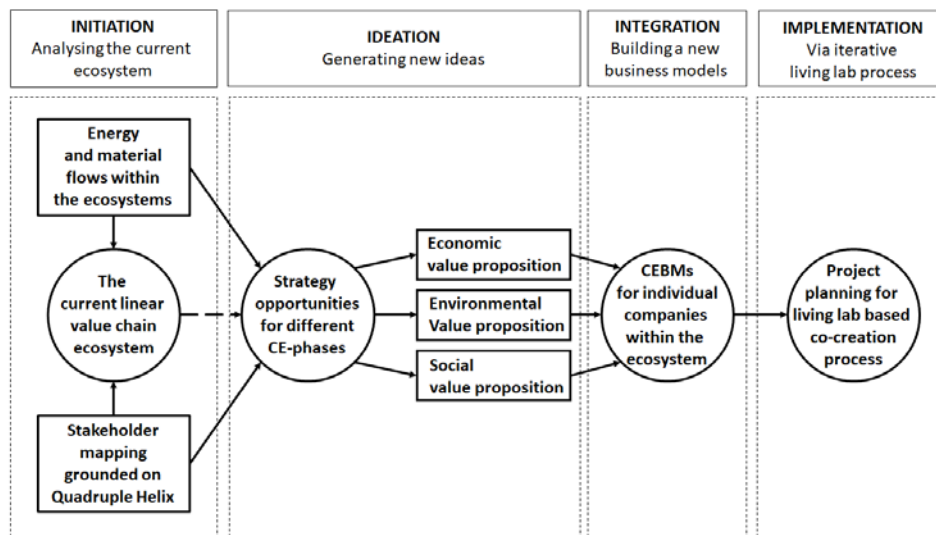 INITIATION
Analysing the current
ecosystem
IDEATION
Generating new ideas
INTEGRATION
Building a new
business models
IMPLEMENTATION
Via iterative
living lab process
Energy
and material
flows within
the ecosystems
The
current linear
value chain
ecosystem
Stakeholder
mapping
grounded on
Quadruple Helix
Strategy
opportunities
for different
CE-phases
Economic
value proposition
Environmental
Value proposition
Social
value proposition
CEBMs
for individual
companies
within the
ecosystem
Project
planning for
living lab based
co-creation
process